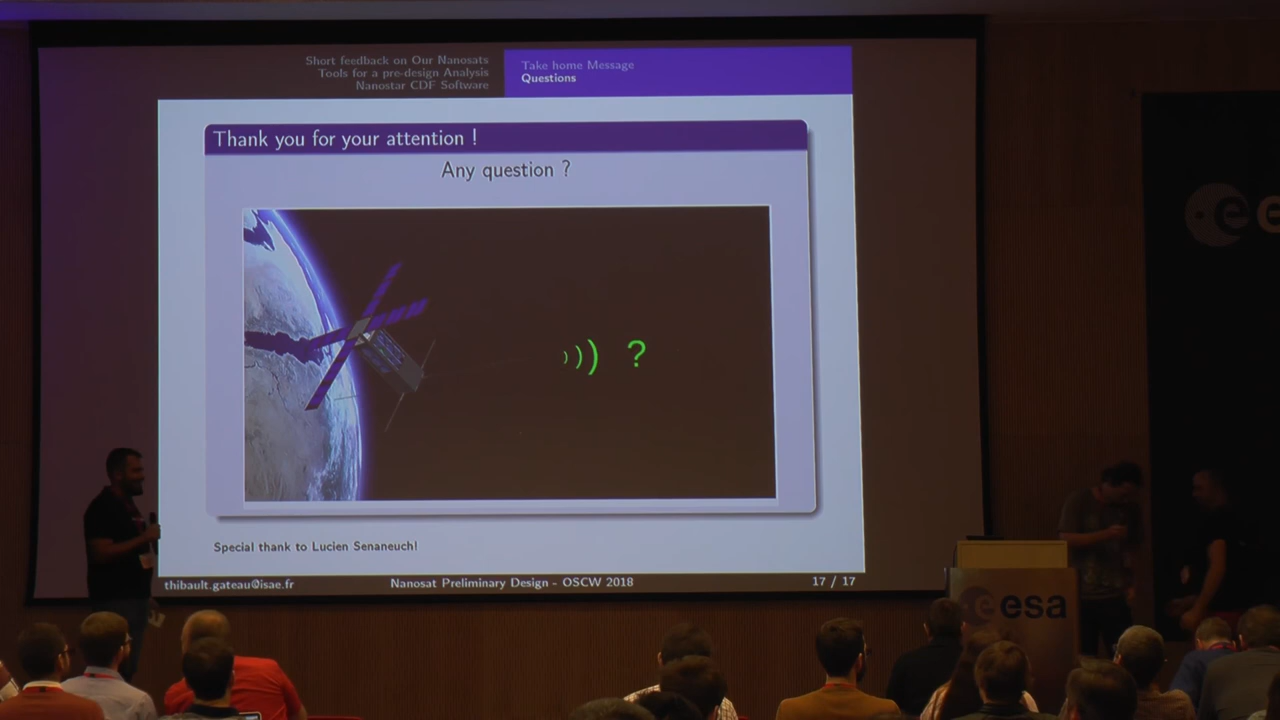 Short feedback on Our Nanosats
Tools for a pre-design Analysis
Nanostar CDF Software
Take home Message
Questions
Thank you for your attention !
Any question ?
?
Special thank to Lucien Senaneuch!
thibault.gateau@isae.fr
Nanosat Preliminary Design - OSCW 2018
17 / 17
esa